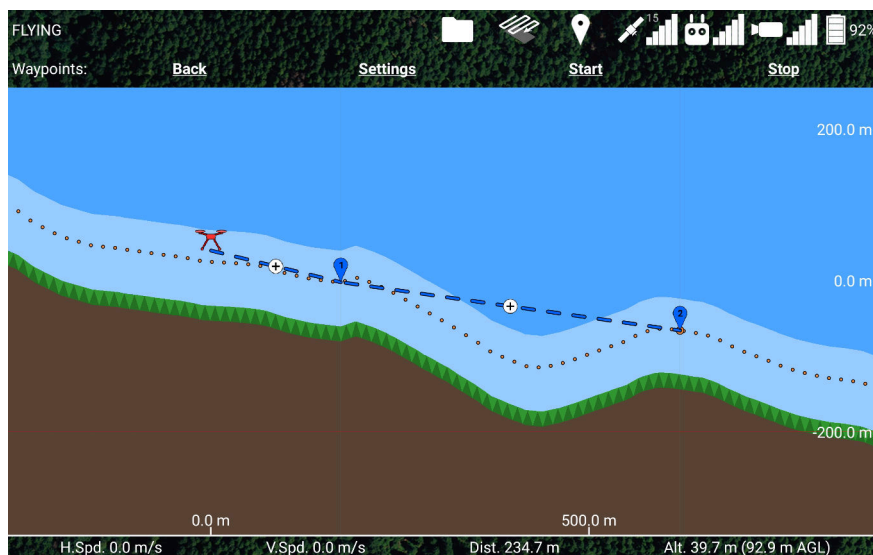 FLYING
15
92%
Waypoints: Back Settings Start Stop
200.0 m
1
0.0 m
2
-200.0 m
0.0 m 500.0 m
H.Spd. 0.0 m/s V.Spd. 0.0 m/s Dist. 234.7 m Alt. 39.7 m (92.9 m AGL)